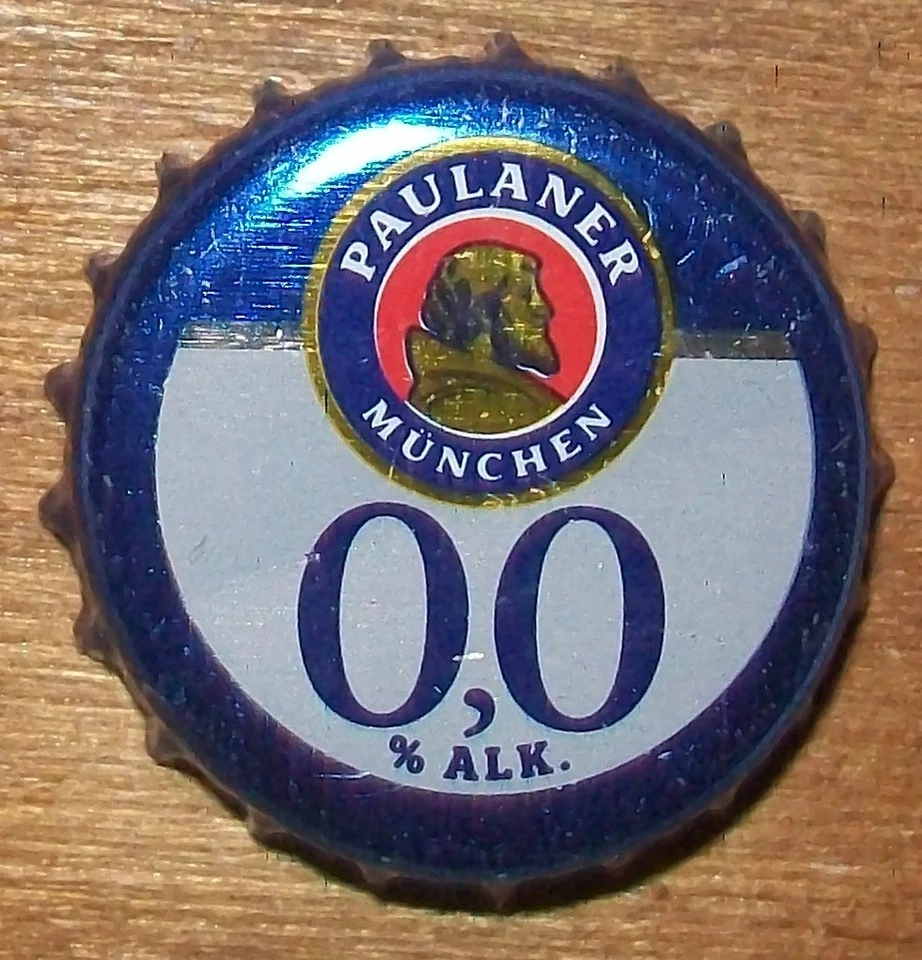 PAULANER
MÜNCHEN
0,0
% ALK.